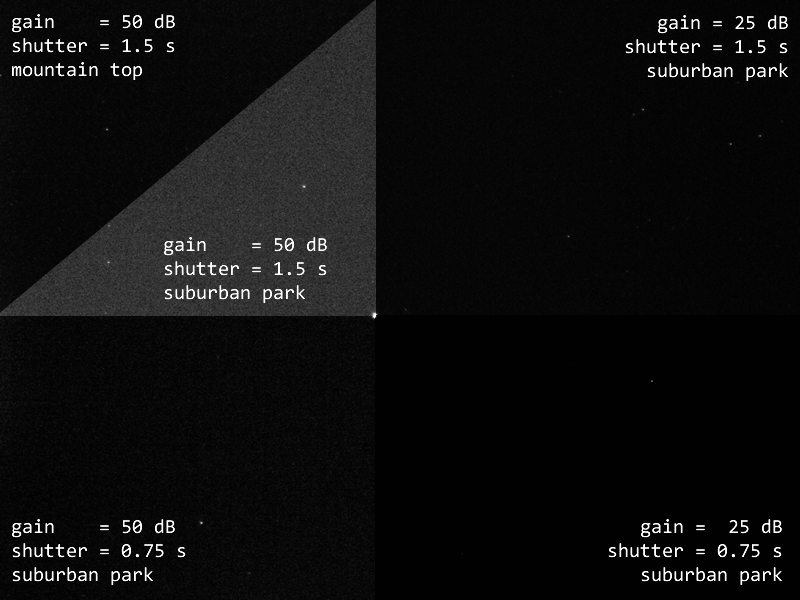 gain    = 50 dB
shutter = 1.5 s
mountain top
gain = 25 dB
shutter = 1.5 s
suburban park
gain    = 50 dB
shutter = 1.5 s
suburban park
gain    = 50 dB
shutter = 0.75 s
suburban park
gain =  25 dB
shutter = 0.75 s
suburban park